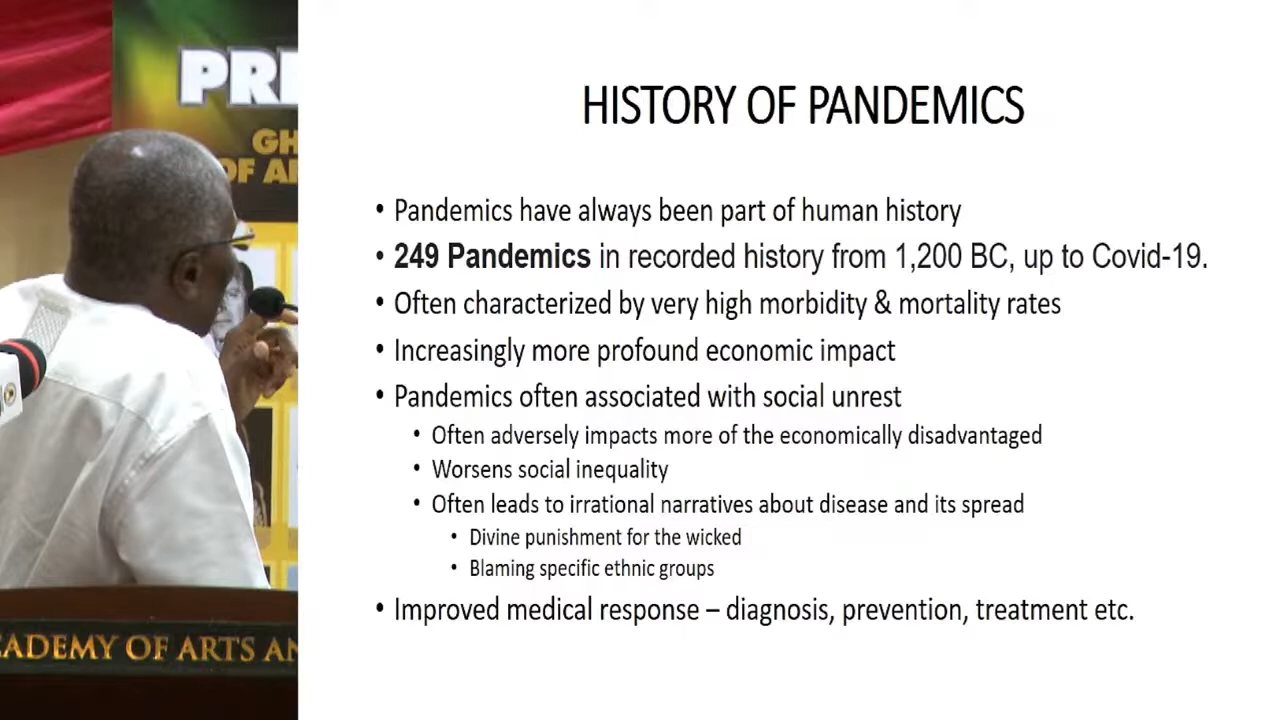 PRE
GH
OF A
CADEMY OF ARTS AN
HISTORY OF PANDEMICS
• Pandemics have always been part of human history
• 249 Pandemics in recorded history from 1,200 BC, up to Covid-19.
• Often characterized by very high morbidity & mortality rates
• Increasingly more profound economic impact
• Pandemics often associated with social unrest
• Often adversely impacts more of the economically disadvantaged
• Worsens social inequality
• Often leads to irrational narratives about disease and its spread
• Divine punishment for the wicked
• Blaming specific ethnic groups
• Improved medical response – diagnosis, prevention, treatment etc.